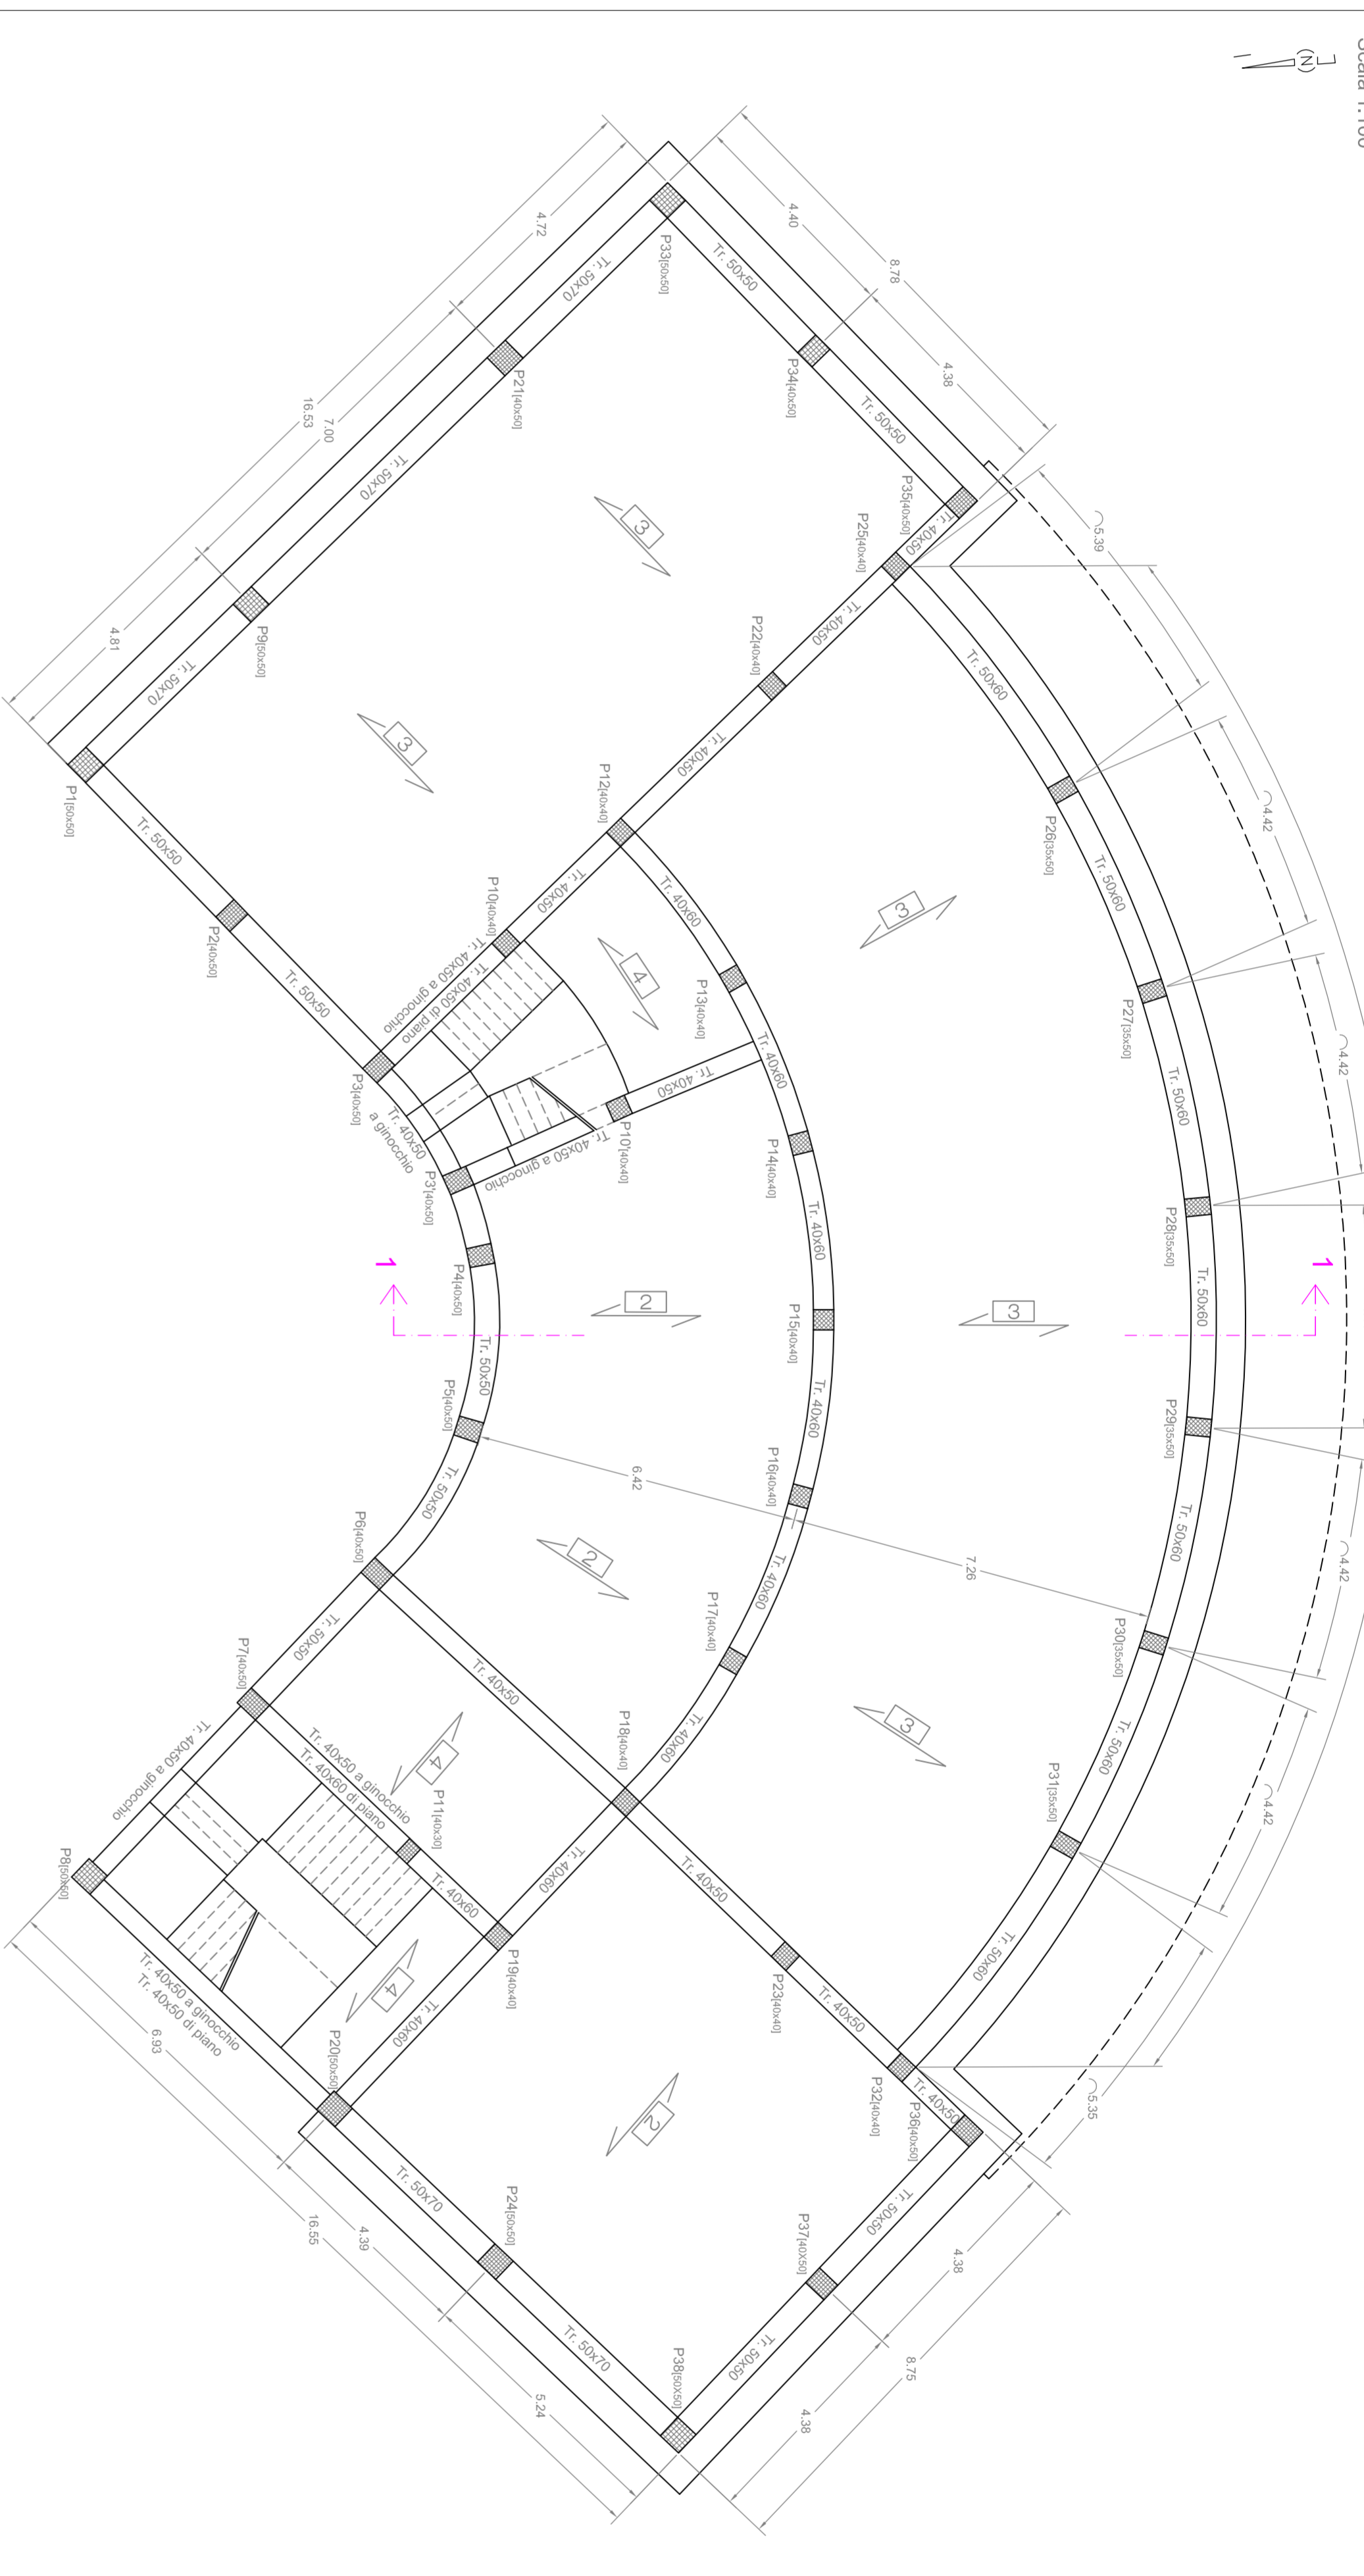 Scala 1:100
(N)
4.40
8.78
4.38
4.72
16.53
7.00
4.81
P33[50x50]
Tr. 50x50
Tr. 50x70
P34[40x50]
P21[40x50]
Tr. 50x50
Tr. 50x70
P35[40x50]
Tr. 40x50
P25[40x40]
5.39
3
P9[50x50]
Tr. 50x70
P22[40x40]
Tr. 40x50
Tr. 50x60
3
Tr. 40x50
P1[50x50]
Tr. 50x50
P12[40x40]
P26[35x50]
4.42
Tr. 50x60
P2[40x50]
P10[40x40]
Tr. 40x50
Tr. 40x60
3
Tr. 50x50
Tr. 40x50 a ginocchio
Tr. 40x50 di piano
4
P13[40x40]
P27[35x50]
4.42
P3[40x50]
Tr. 40x50
a ginocchio
Tr. 40x50
Tr. 40x60
Tr. 50x60
P10'[40x40]
Tr. 40x50 a ginocchio
P3'[40x50]
P14[40x40]
P28[35x50]
P4[40x50]
Tr. 40x60
1
1
2
3
Tr. 50x60
P15[40x40]
Tr. 50x50
P5[40x50]
Tr. 40x60
P29[35x50]
6.42
P16[40x40]
Tr. 50x50
Tr. 50x60
4.42
P6[40x50]
2
Tr. 40x60
7.26
Tr. 50x50
P17[40x40]
P30[35x50]
P7[40x50]
Tr. 40x50
3
Tr. 50x60
4.42
Tr. 40x50 a ginocchio
Tr. 40x50 a ginocchio
Tr. 40x60 di piano
4
P18[40x40]
Tr. 40x60
P31[35x50]
P11[40x30]
P8[50x60]
Tr. 40x60
Tr. 40x60
Tr. 40x50
Tr. 50x60
P19[40x40]
P23[40x40]
Tr. 40x50 a ginocchio
Tr. 40x50 di piano
4
Tr. 40x60
Tr. 40x50
6.93
P20[50x50]
2
P32[40x40]
Tr. 40x50
P36[40x50]
5.35
16.55
4.39
Tr. 50x70
P24[50x50]
Tr. 50x50
P37[40X50]
4.38
Tr. 50x70
P38[50X50]
Tr. 50x50
8.75
5.24
4.38